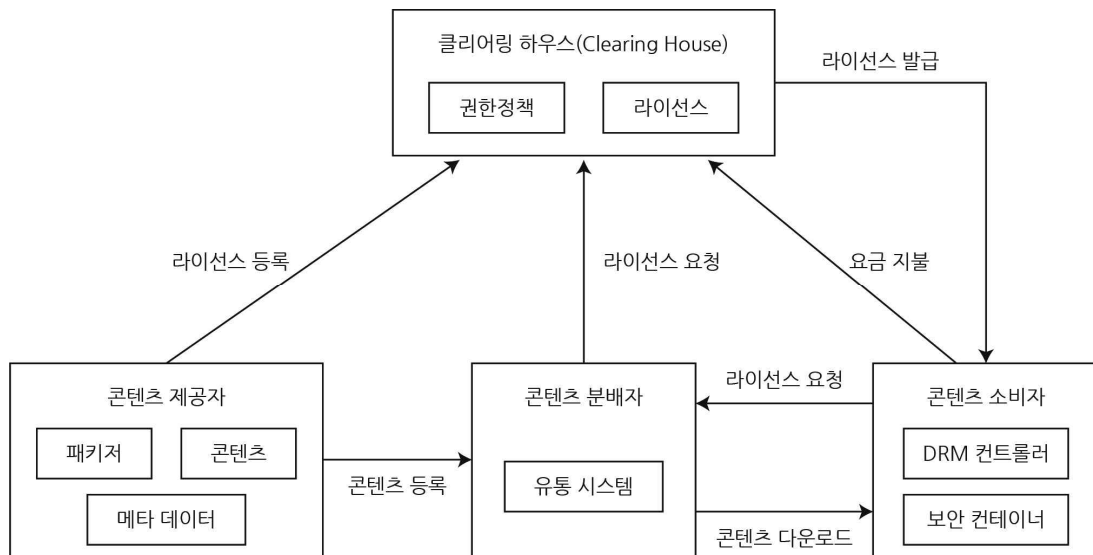 클리어링 하우스(Clearing House)
권한정책
라이선스
라이선스 발급
라이선스 등록
라이선스 요청
요금 지불
콘텐츠 제공자
패키저
콘텐츠
메타 데이터
콘텐츠 등록
콘텐츠 분배자
유통 시스템
라이선스 요청
콘텐츠 다운로드
콘텐츠 소비자
DRM 컨트롤러
보안 컨테이너